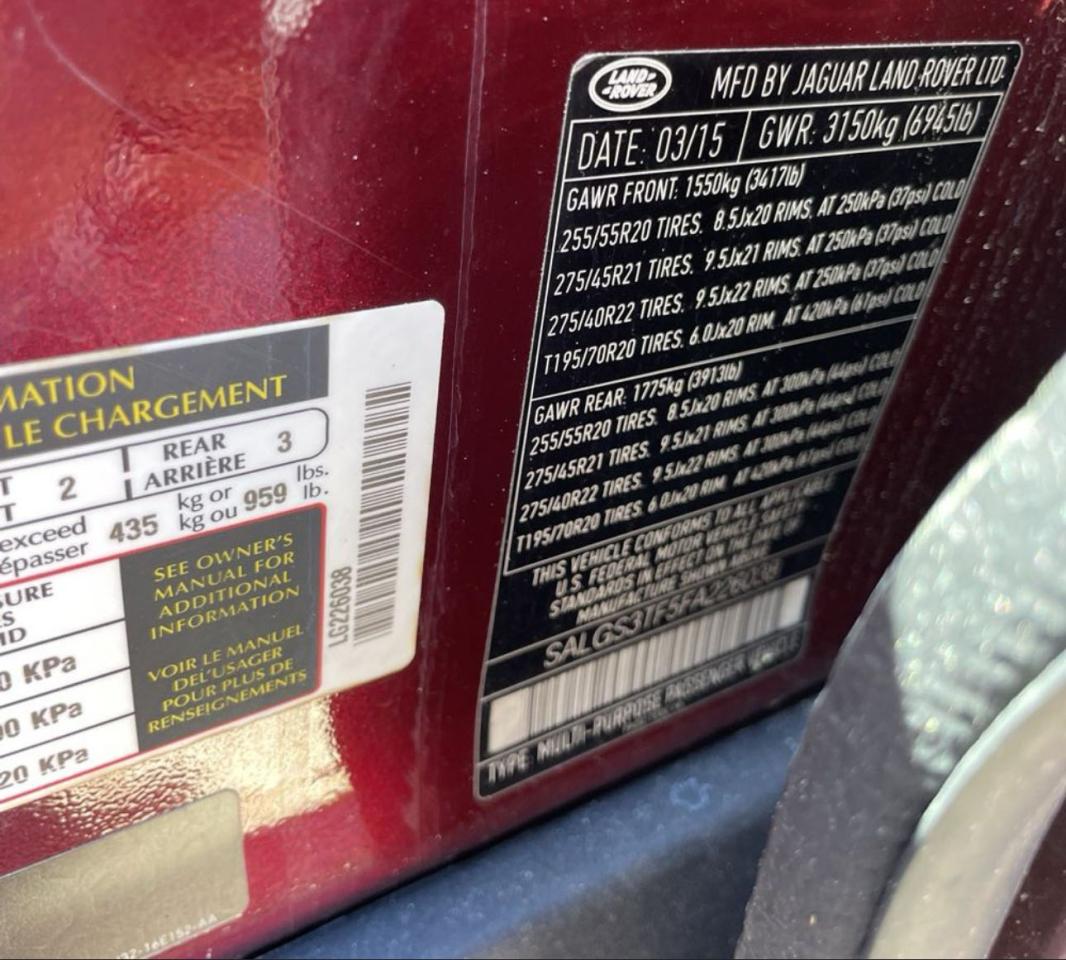 MATION
LE CHARGEMENT
T 2 REAR 3
T ARRIÈRE
exceed 435 kg or 959 lbs.
épasser kg ou lb.
SURE
ES
ID
0 KPa
00 KPa
20 KPa
SEE OWNER'S
MANUAL FOR
ADDITIONAL
INFORMATION
VOIR LE MANUEL
DEL'USAGER
POUR PLUS DE
RENSEIGNEMENTS
LG226038
LAND
ROVER
MFD BY JAGUAR LAND ROVER LTD.
DATE: 03/15 GWR: 3150kg (6945lb)
GAWR FRONT: 1550kg (3417lb)
255/55R20 TIRES. 8.5Jx20 RIMS. AT 250kPa (37psi) COLD
275/45R21 TIRES. 9.5Jx21 RIMS. AT 250kPa (37psi) COLD
275/40R22 TIRES. 9.5Jx22 RIMS. AT 250kPa (37psi) COLD
T195/70R20 TIRES. 6.0Jx20 RIM. AT 420kPa (61psi) COLD
GAWR REAR: 1775kg (3913lb)
255/55R20 TIRES. 8.5Jx20 RIMS. AT 300kPa (44psi) COLD
275/45R21 TIRES. 9.5Jx21 RIMS. AT 300kPa (44psi) COLD
275/40R22 TIRES. 9.5Jx22 RIMS. AT 300kPa (44psi) COLD
T195/70R20 TIRES. 6.0Jx20 RIM. AT 420kPa (61psi) COLD
THIS VEHICLE CONFORMS TO ALL APPLICABLE
U.S. FEDERAL MOTOR VEHICLE SAFETY
STANDARDS IN EFFECT ON THE DATE OF
MANUFACTURE SHOWN ABOVE
SALGS3TF5FA226038
TYPE: MULTI-PURPOSE PASSENGER VEHICLE